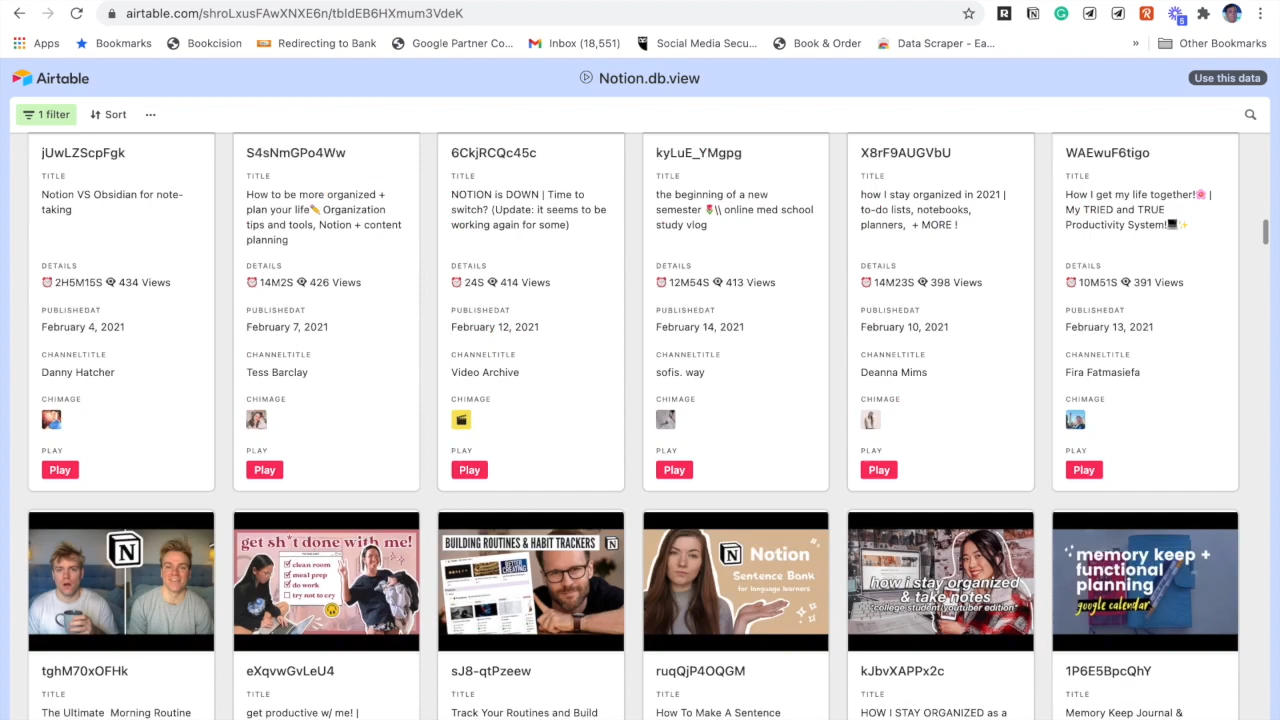 airtable.com/shroLxusFAwXNXE6n/tbldEB6HXmum3VdeK
5
Apps
Bookmarks
Bookcision
Redirecting to Bank
Google Partner Co...
Inbox (18,551)
Social Media Secu...
Book & Order
Data Scraper - Ea...
»
Other Bookmarks
Airtable
Notion.db.view
Use this data
1 filter
Sort
...
jUwLZScpFgk
TITLE
Notion VS Obsidian for note-
taking
DETAILS
⏰ 2H5M15S 👁‍🗨 434 Views
PUBLISHEDAT
February 4, 2021
CHANNELTITLE
Danny Hatcher
CHIMAGE
PLAY
Play
S4sNmGPo4Ww
TITLE
How to be more organized +
plan your life✏️ Organization
tips and tools, Notion + content
planning
DETAILS
⏰ 14M2S 👁‍🗨 426 Views
PUBLISHEDAT
February 7, 2021
CHANNELTITLE
Tess Barclay
CHIMAGE
PLAY
Play
6CkjRCQc45c
TITLE
NOTION is DOWN | Time to
switch? (Update: it seems to be
working again for some)
DETAILS
⏰ 24S 👁‍🗨 414 Views
PUBLISHEDAT
February 12, 2021
CHANNELTITLE
Video Archive
CHIMAGE
PLAY
Play
kyLuE_YMgpg
TITLE
the beginning of a new
semester 🌷\\ online med school
study vlog
DETAILS
⏰ 12M54S 👁‍🗨 413 Views
PUBLISHEDAT
February 14, 2021
CHANNELTITLE
sofis. way
CHIMAGE
PLAY
Play
X8rF9AUGVbU
TITLE
how I stay organized in 2021 |
to-do lists, notebooks,
planners, + MORE !
DETAILS
⏰ 14M23S 👁‍🗨 398 Views
PUBLISHEDAT
February 10, 2021
CHANNELTITLE
Deanna Mims
CHIMAGE
PLAY
Play
WAEwuF6tigo
TITLE
How I get my life together!🌸 |
My TRIED and TRUE
Productivity System!💻✨
DETAILS
⏰ 10M51S 👁‍🗨 391 Views
PUBLISHEDAT
February 13, 2021
CHANNELTITLE
Fira Fatmasiefa
CHIMAGE
PLAY
Play
N
tghM70xOFHk
TITLE
The Ultimate Morning Routine
get sh*t done with me!
clean room
meal prep
do work
try not to cry
eXqvwGvLeU4
TITLE
get productive w/ me! |
BUILDING ROUTINES & HABIT TRACKERS
N
BETTER
CREATING
sJ8-qtPzeew
TITLE
Track Your Routines and Build
N Notion
Sentence Bank
for language learners
ruqQjP4OQGM
TITLE
How To Make A Sentence
how i stay organized
& take notes
*college student/youtuber edition*
kJbvXAPPx2c
TITLE
HOW I STAY ORGANIZED as a
memory keep +
functional
planning
google calendar
1P6E5BpcQhY
TITLE
Memory Keep Journal &